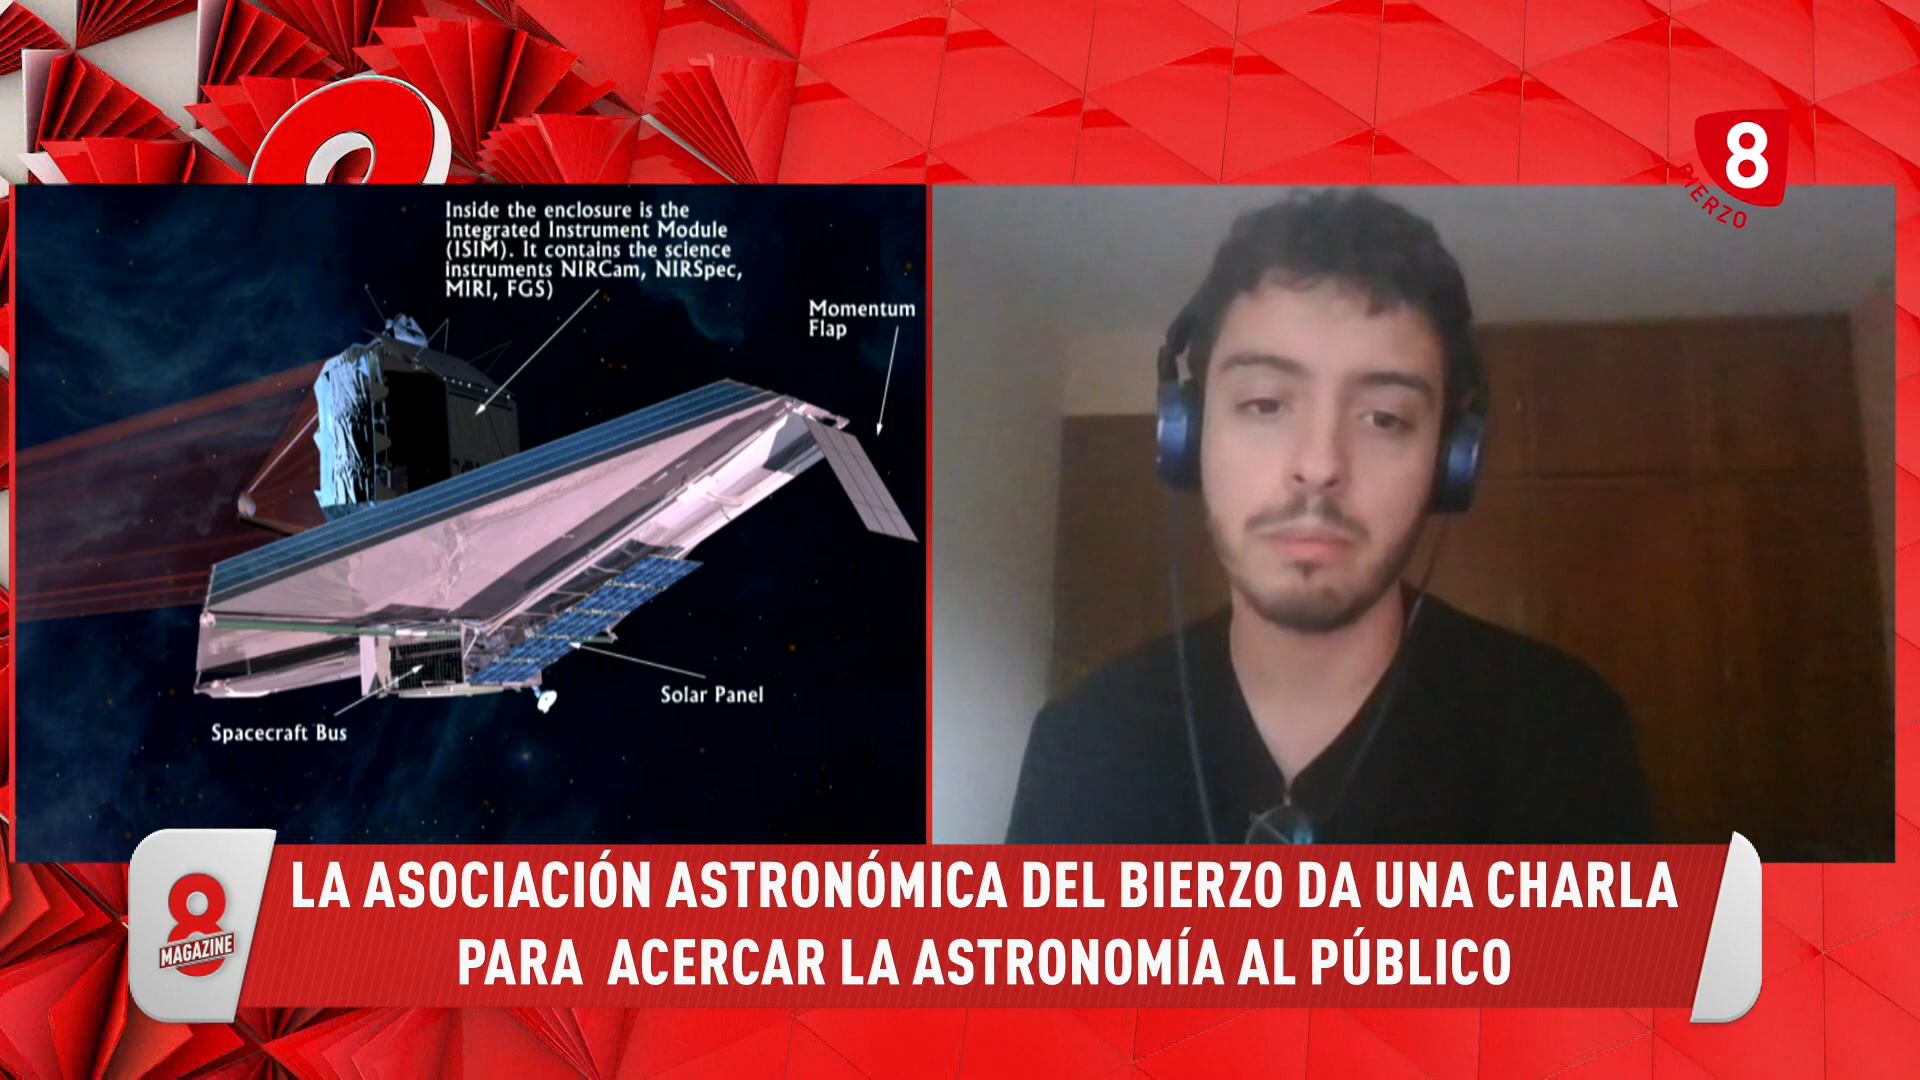 8
BIERZO
Inside the enclosure is the
Integrated Instrument Module
(ISIM). It contains the science
instruments NIRCam, NIRSpec,
MIRI, FGS)
Momentum
Flap
Solar Panel
Spacecraft Bus
8
MAGAZINE
LA ASOCIACIÓN ASTRONÓMICA DEL BIERZO DA UNA CHARLA
PARA ACERCAR LA ASTRONOMÍA AL PÚBLICO